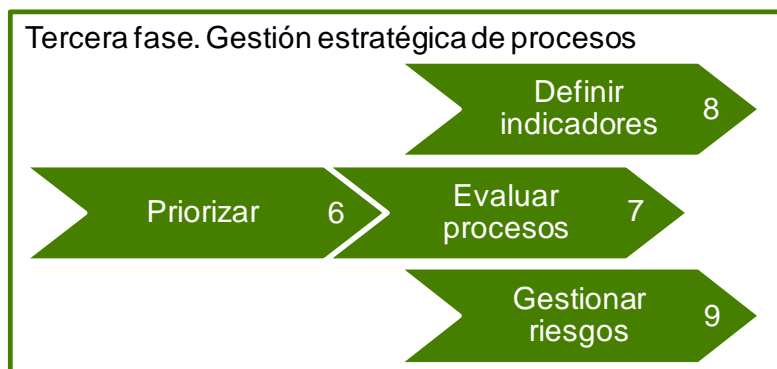 Tercera fase. Gestión estratégica de procesos
Definir
indicadores
8
Priorizar
6
Evaluar
procesos
7
Gestionar
riesgos
9